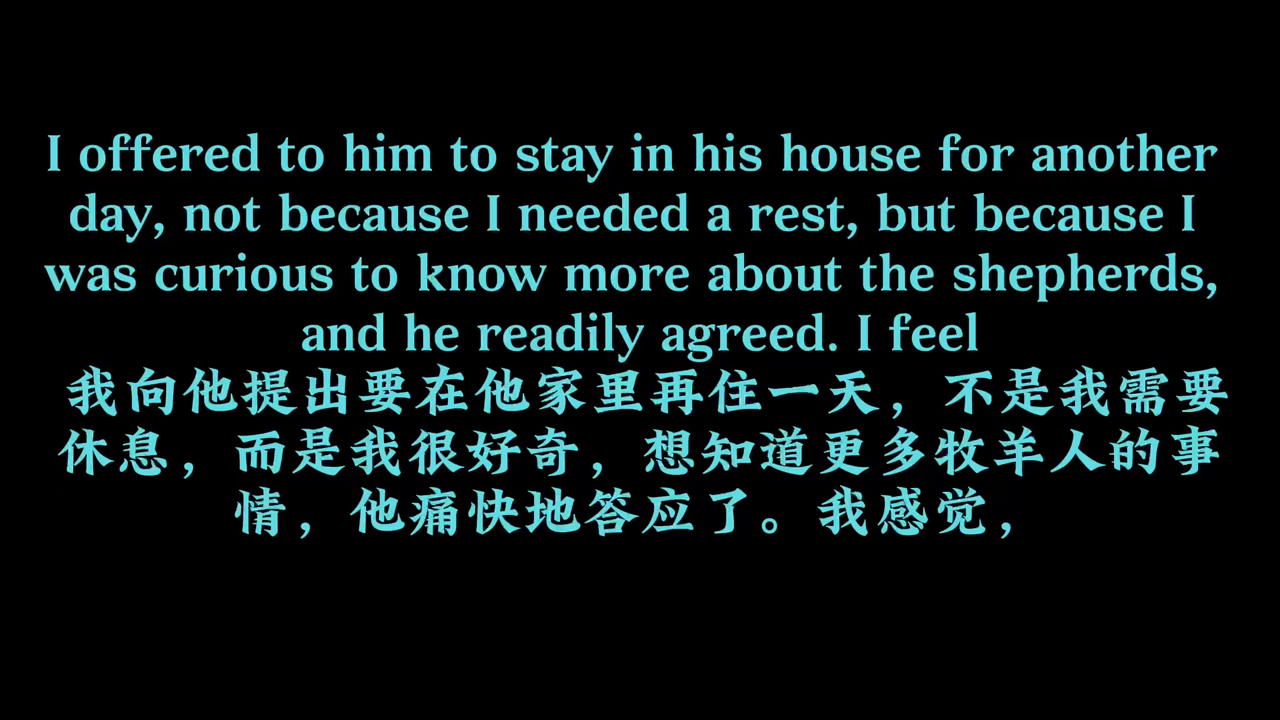 I offered to him to stay in his house for another
day, not because I needed a rest, but because I
was curious to know more about the shepherds,
and he readily agreed. I feel
我向他提出要在他家里再住一天，不是我需要
休息，而是我很好奇，想知道更多牧羊人的事
情，他痛快地答应了。我感觉，